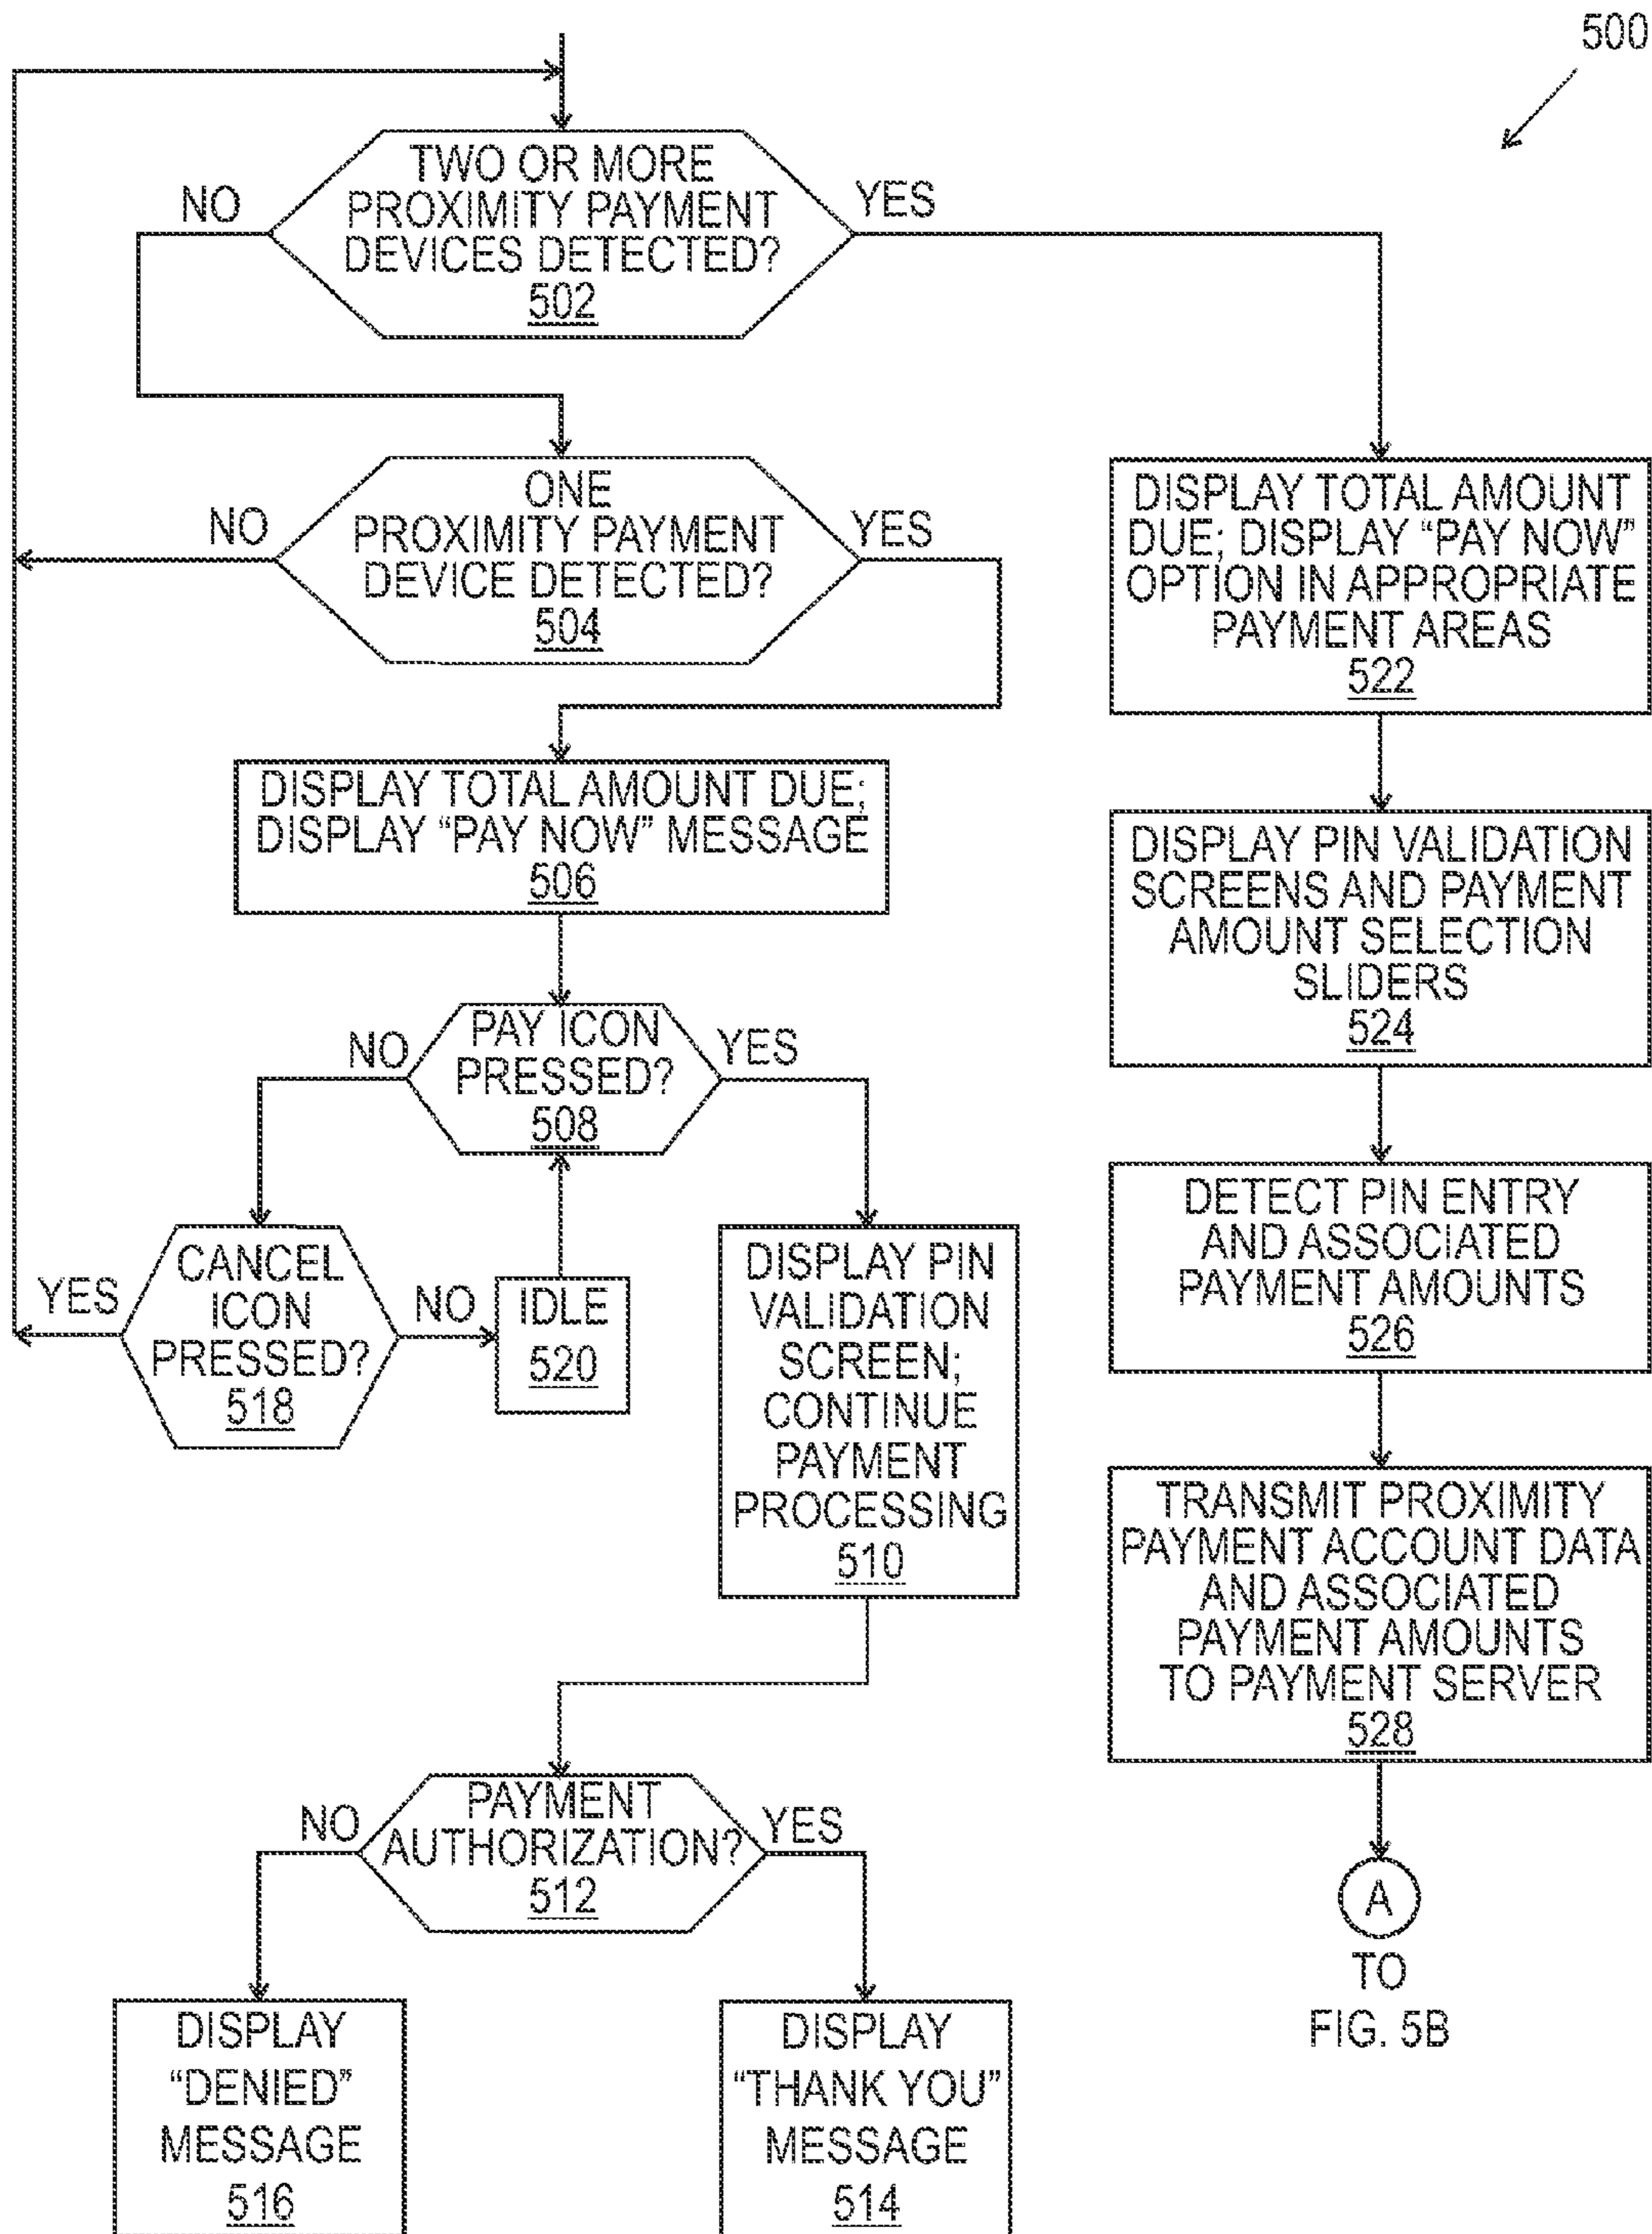 500
TWO OR MORE
PROXIMITY PAYMENT
DEVICES DETECTED?
502
NO
YES
ONE
PROXIMITY PAYMENT
DEVICE DETECTED?
504
NO
YES
DISPLAY TOTAL AMOUNT DUE;
DISPLAY “PAY NOW” MESSAGE
506
PAY ICON
PRESSED?
508
NO
YES
CANCEL
ICON
PRESSED?
518
YES
NO
IDLE
520
DISPLAY PIN
VALIDATION
SCREEN;
CONTINUE
PAYMENT
PROCESSING
510
PAYMENT
AUTHORIZATION?
512
NO
YES
DISPLAY
“DENIED”
MESSAGE
516
DISPLAY
“THANK YOU”
MESSAGE
514
DISPLAY TOTAL AMOUNT
DUE; DISPLAY “PAY NOW”
OPTION IN APPROPRIATE
PAYMENT AREAS
522
DISPLAY PIN VALIDATION
SCREENS AND PAYMENT
AMOUNT SELECTION
SLIDERS
524
DETECT PIN ENTRY
AND ASSOCIATED
PAYMENT AMOUNTS
526
TRANSMIT PROXIMITY
PAYMENT ACCOUNT DATA
AND ASSOCIATED
PAYMENT AMOUNTS
TO PAYMENT SERVER
528
A
TO
FIG. 5B